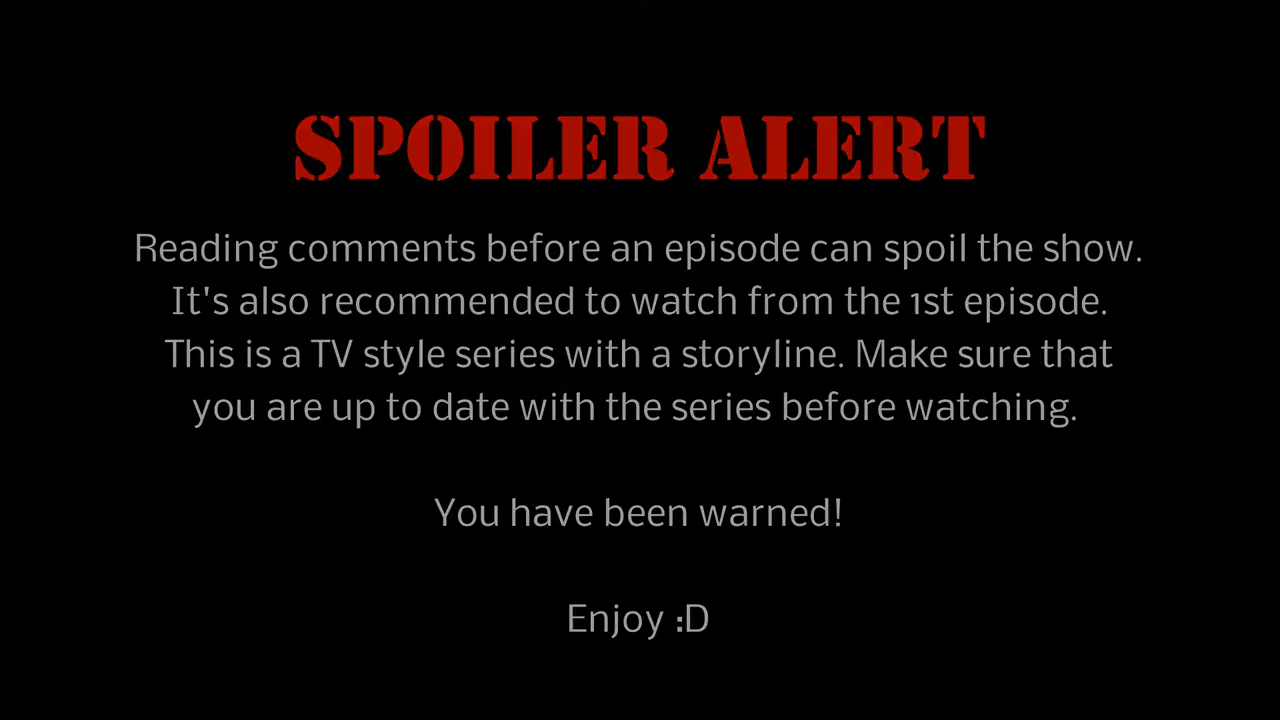 SPOILER ALERT
Reading comments before an episode can spoil the show.
It's also recommended to watch from the 1st episode.
This is a TV style series with a storyline. Make sure that
you are up to date with the series before watching.
You have been warned!
Enjoy :D